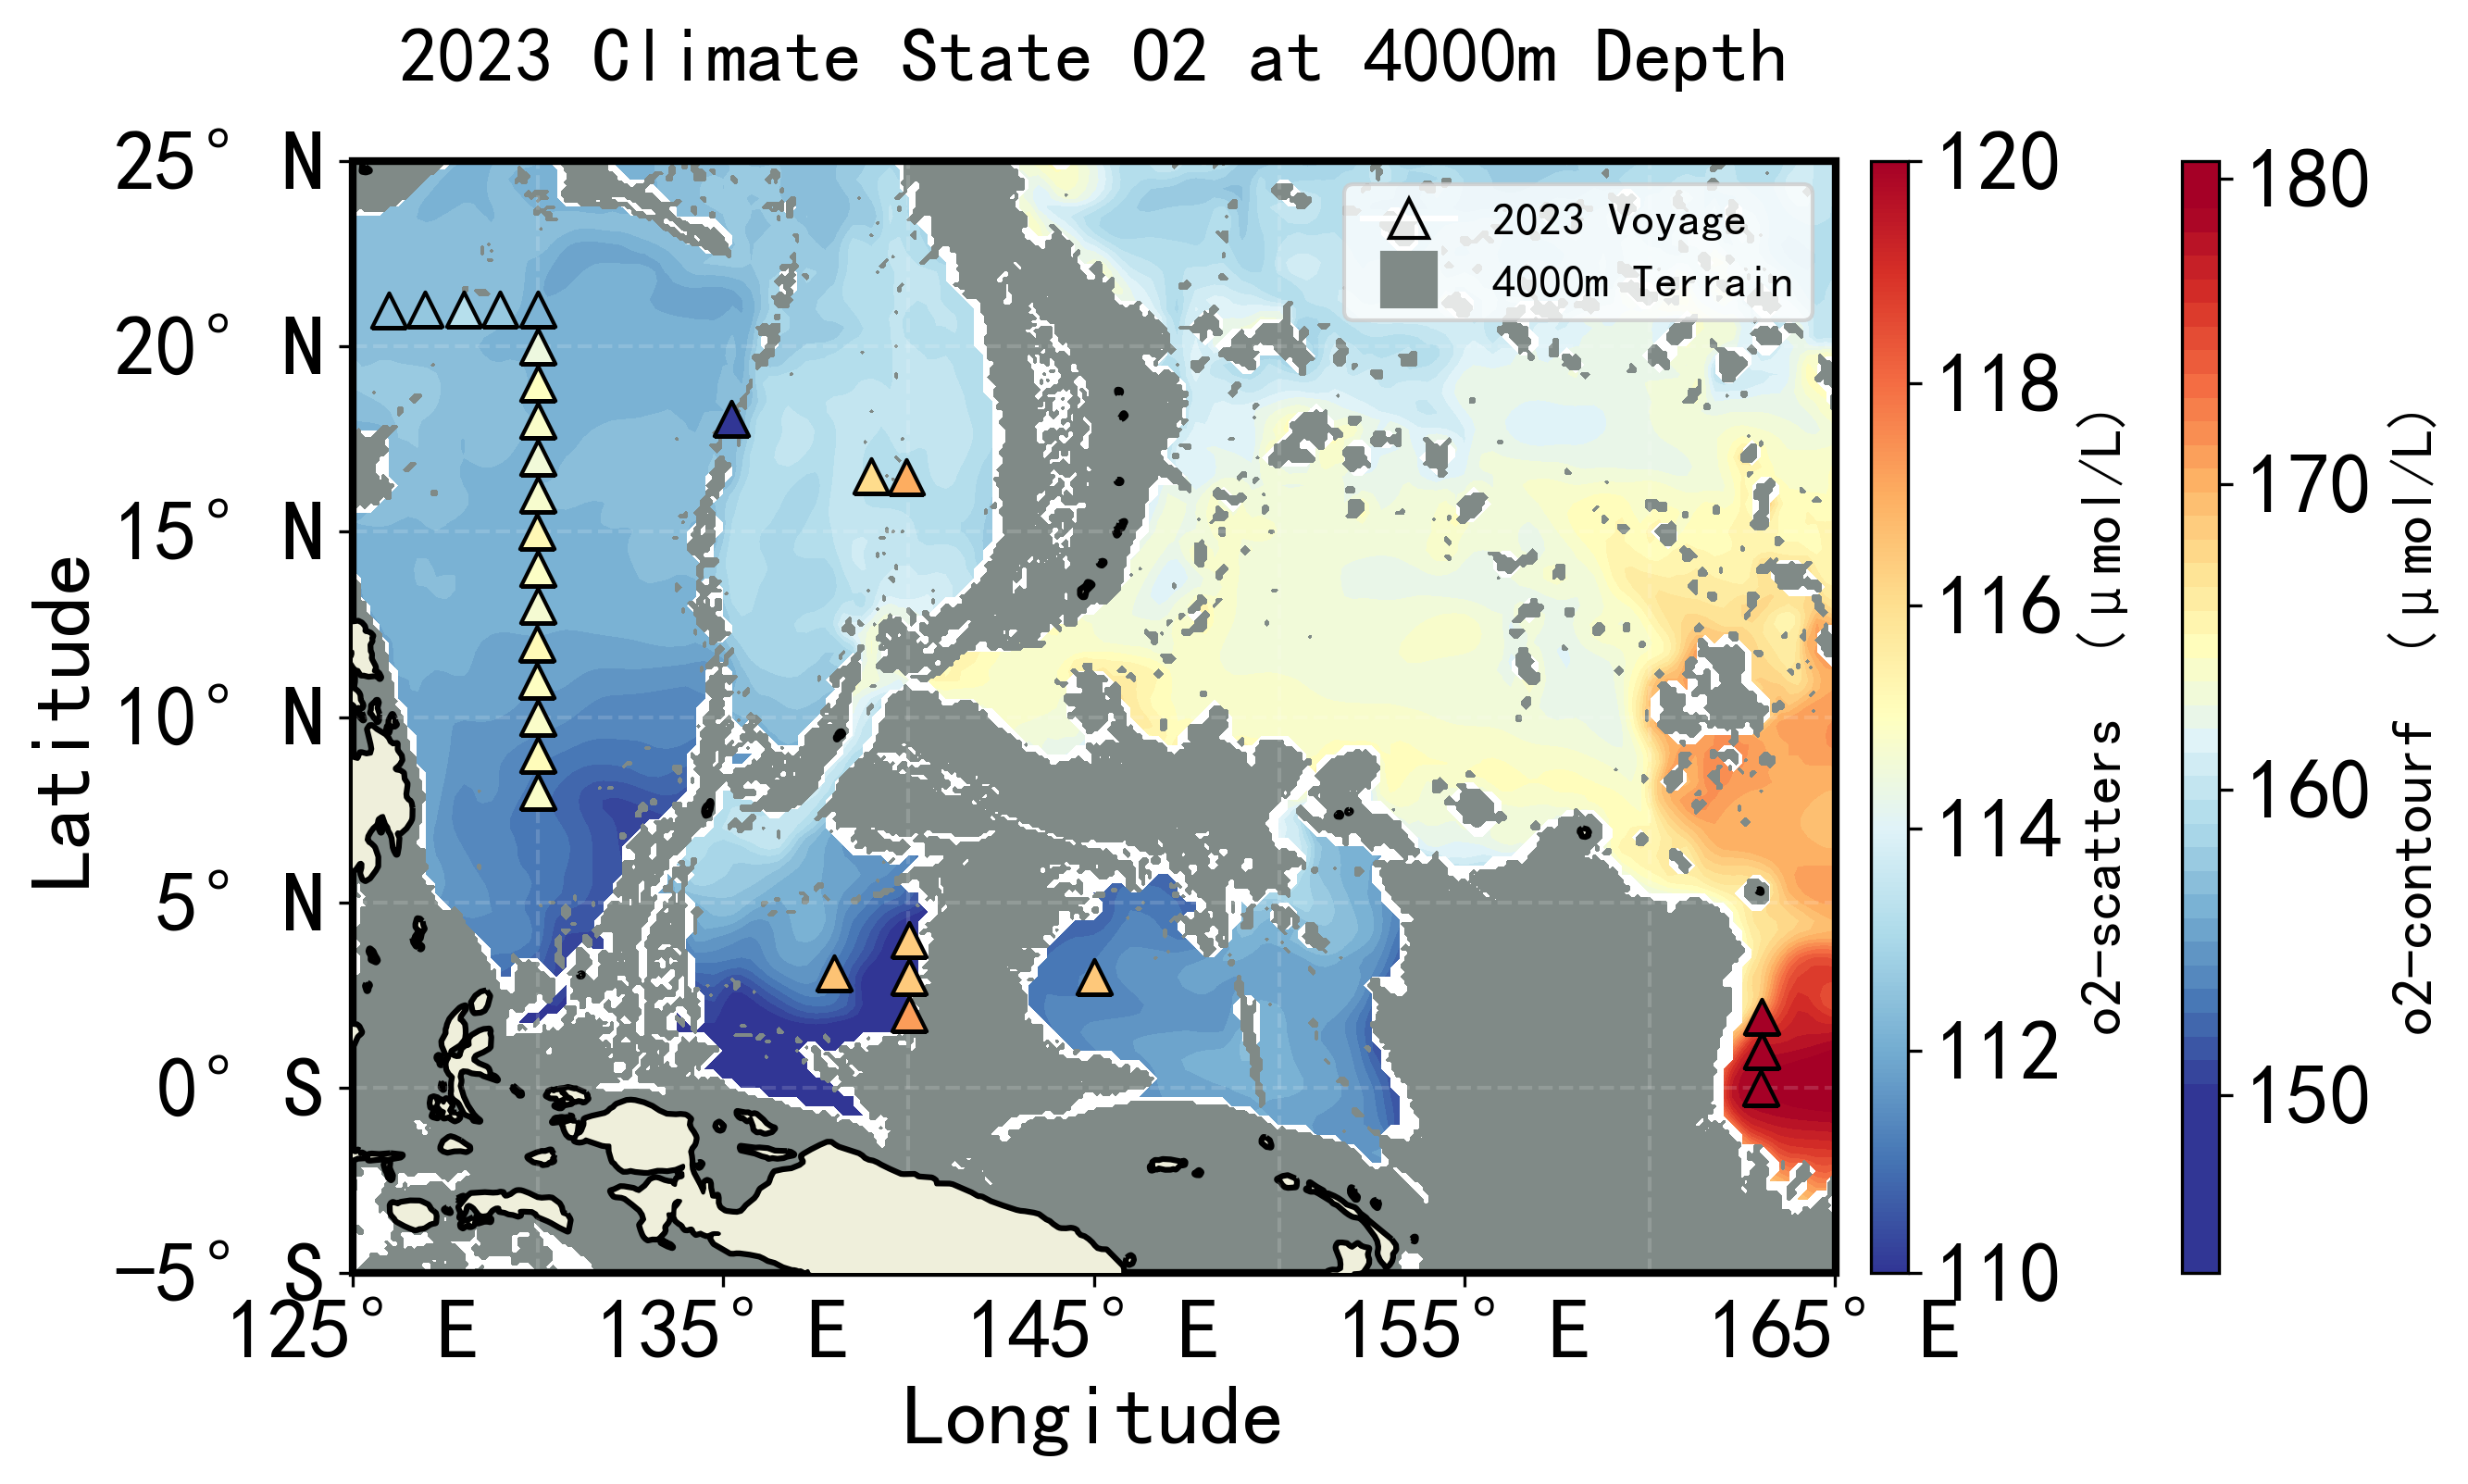 2023 Climate State O2 at 4000m Depth
25° N
20° N
15° N
10° N
5° N
0° S
-5° S
Latitude
125° E
135° E
145° E
155° E
165° E
Longitude
2023 Voyage
4000m Terrain
120
118
116
114
112
110
o2-scatters (μmol/L)
180
170
160
150
o2-contourf (μmol/L)